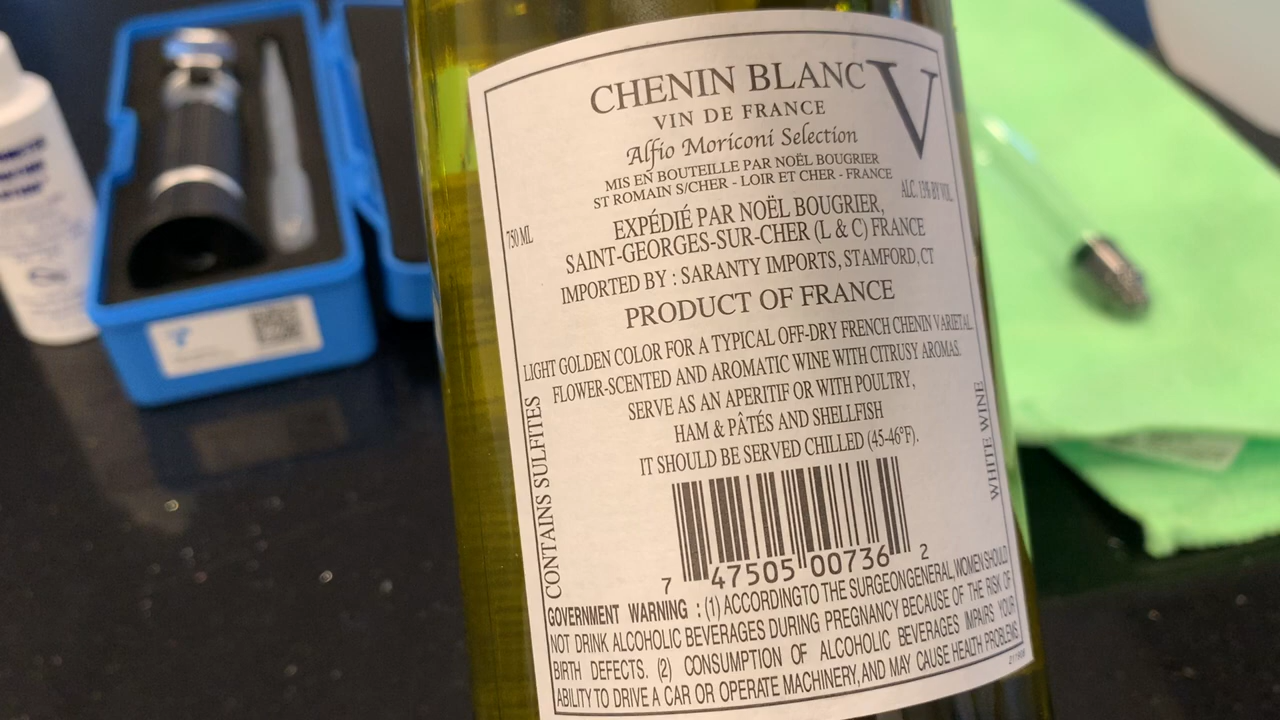 CHENIN BLANC
V
VIN DE FRANCE
Alfio Moriconi Selection
MIS EN BOUTEILLE PAR NOËL BOUGRIER
ST ROMAIN S/CHER - LOIR ET CHER - FRANCE
ALC. 13% BY VOL.
750 ML
EXPÉDIÉ PAR NOËL BOUGRIER,
SAINT-GEORGES-SUR-CHER (L & C) FRANCE
IMPORTED BY : SARANTY IMPORTS, STAMFORD, CT
PRODUCT OF FRANCE
LIGHT GOLDEN COLOR FOR A TYPICAL OFF-DRY FRENCH CHENIN VARIETAL.
FLOWER-SCENTED AND AROMATIC WINE WITH CITRUSY AROMAS.
SERVE AS AN APERITIF OR WITH POULTRY,
HAM & PÂTÉS AND SHELLFISH
IT SHOULD BE SERVED CHILLED (45-46°F).
CONTAINS SULFITES
WHITE WINE
7 47505 00736 2
GOVERNMENT WARNING : (1) ACCORDING TO THE SURGEON GENERAL, WOMEN SHOULD
NOT DRINK ALCOHOLIC BEVERAGES DURING PREGNANCY BECAUSE OF THE RISK OF
BIRTH DEFECTS. (2) CONSUMPTION OF ALCOHOLIC BEVERAGES IMPAIRS YOUR
ABILITY TO DRIVE A CAR OR OPERATE MACHINERY, AND MAY CAUSE HEALTH PROBLEMS